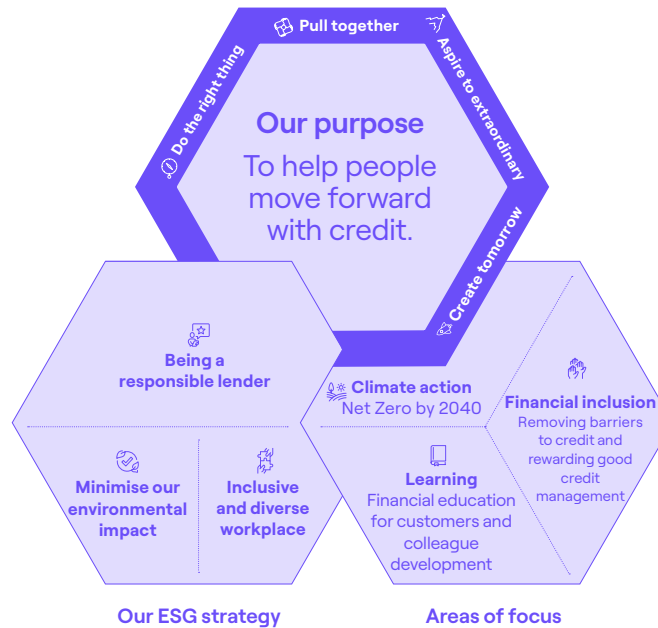 Pull together
Do the right thing
Aspire to extraordinary
Create tomorrow
Our purpose
To help people
move forward
with credit.
Being a
responsible lender
Minimise our
environmental
impact
Inclusive
and diverse
workplace
Climate action
Net Zero by 2040
Learning
Financial education
for customers and
colleague
development
Financial inclusion
Removing barriers
to credit and
rewarding good
credit
management
Our ESG strategy
Areas of focus